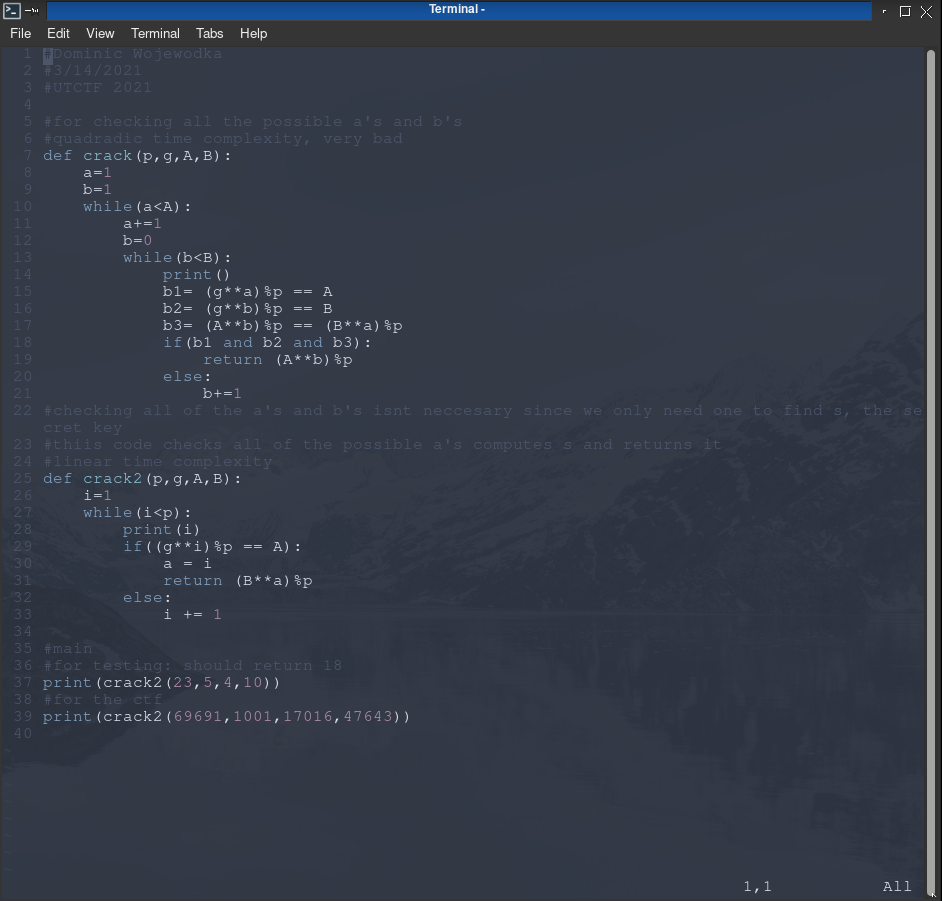 Terminal -
File Edit View Terminal Tabs Help
1 #Dominic Wojewodka
2 #3/14/2021
3 #UTCTF 2021
4
5 #for checking all the possible a's and b's
6 #quadradic time complexity, very bad
7 def crack(p,g,A,B):
8     a=1
9     b=1
10     while(a<A):
11         a+=1
12         b=0
13         while(b<B):
14             print()
15             b1= (g**a)%p == A
16             b2= (g**b)%p == B
17             b3= (A**b)%p == (B**a)%p
18             if(b1 and b2 and b3):
19                 return (A**b)%p
20             else:
21                 b+=1
22 #checking all of the a's and b's isnt neccesary since we only need one to find s, the se
cret key
23 #thiis code checks all of the possible a's computes s and returns it
24 #linear time complexity
25 def crack2(p,g,A,B):
26     i=1
27     while(i<p):
28         print(i)
29         if((g**i)%p == A):
30             a = i
31             return (B**a)%p
32         else:
33             i += 1
34
35 #main
36 #for testing: should return 18
37 print(crack2(23,5,4,10))
38 #for the ctf
39 print(crack2(69691,1001,17016,47643))
40
~
~
~
~
~
~
~
~
1,1 All